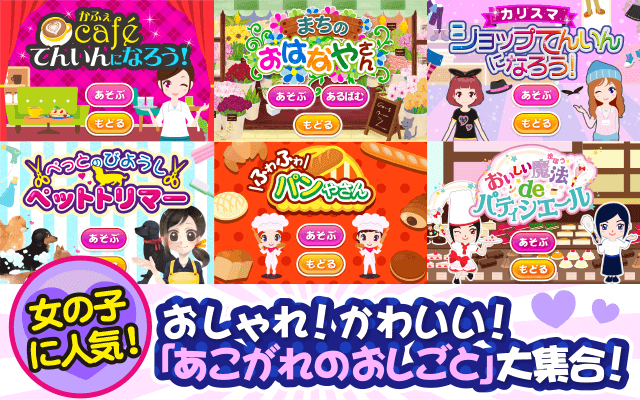 かふぇ
café
てんいんになろう!
あそぶ
もどる
まちの
おはなやさん
あそぶ
あるばむ
もどる
カリスマ
ショップてんいん
になろう!
あそぶ
もどる
ぺっとのびようし
ペットトリマー
あそぶ
もどる
ふわふわ
パンやさん
あそぶ
もどる
おいしい魔法
まほう
de
パティシエール
あそぶ
もどる
女の子
に人気!
おしゃれ!かわいい!
「あこがれのおしごと」大集合!